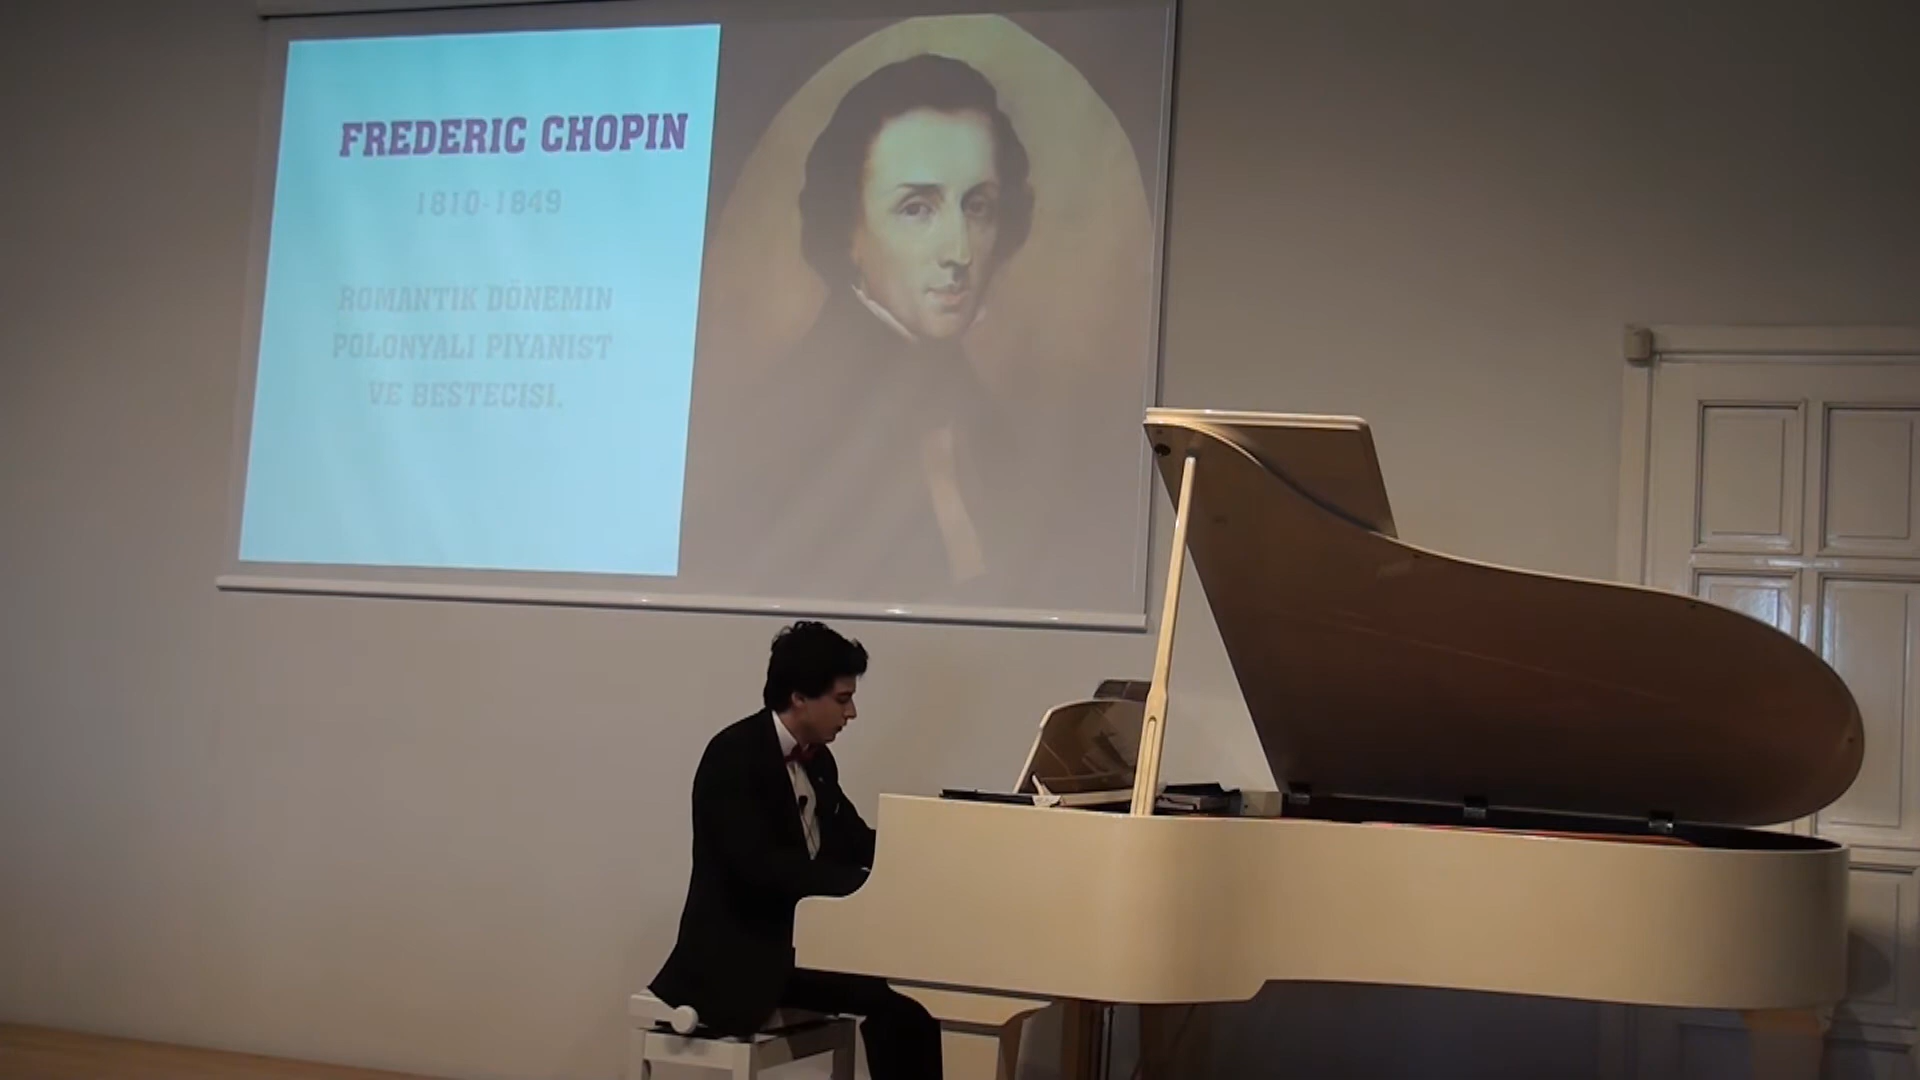 FREDERIC CHOPIN
1810-1849
ROMANTIK DÖNEMIN
POLONYALI PIYANIST
VE BESTECISI.